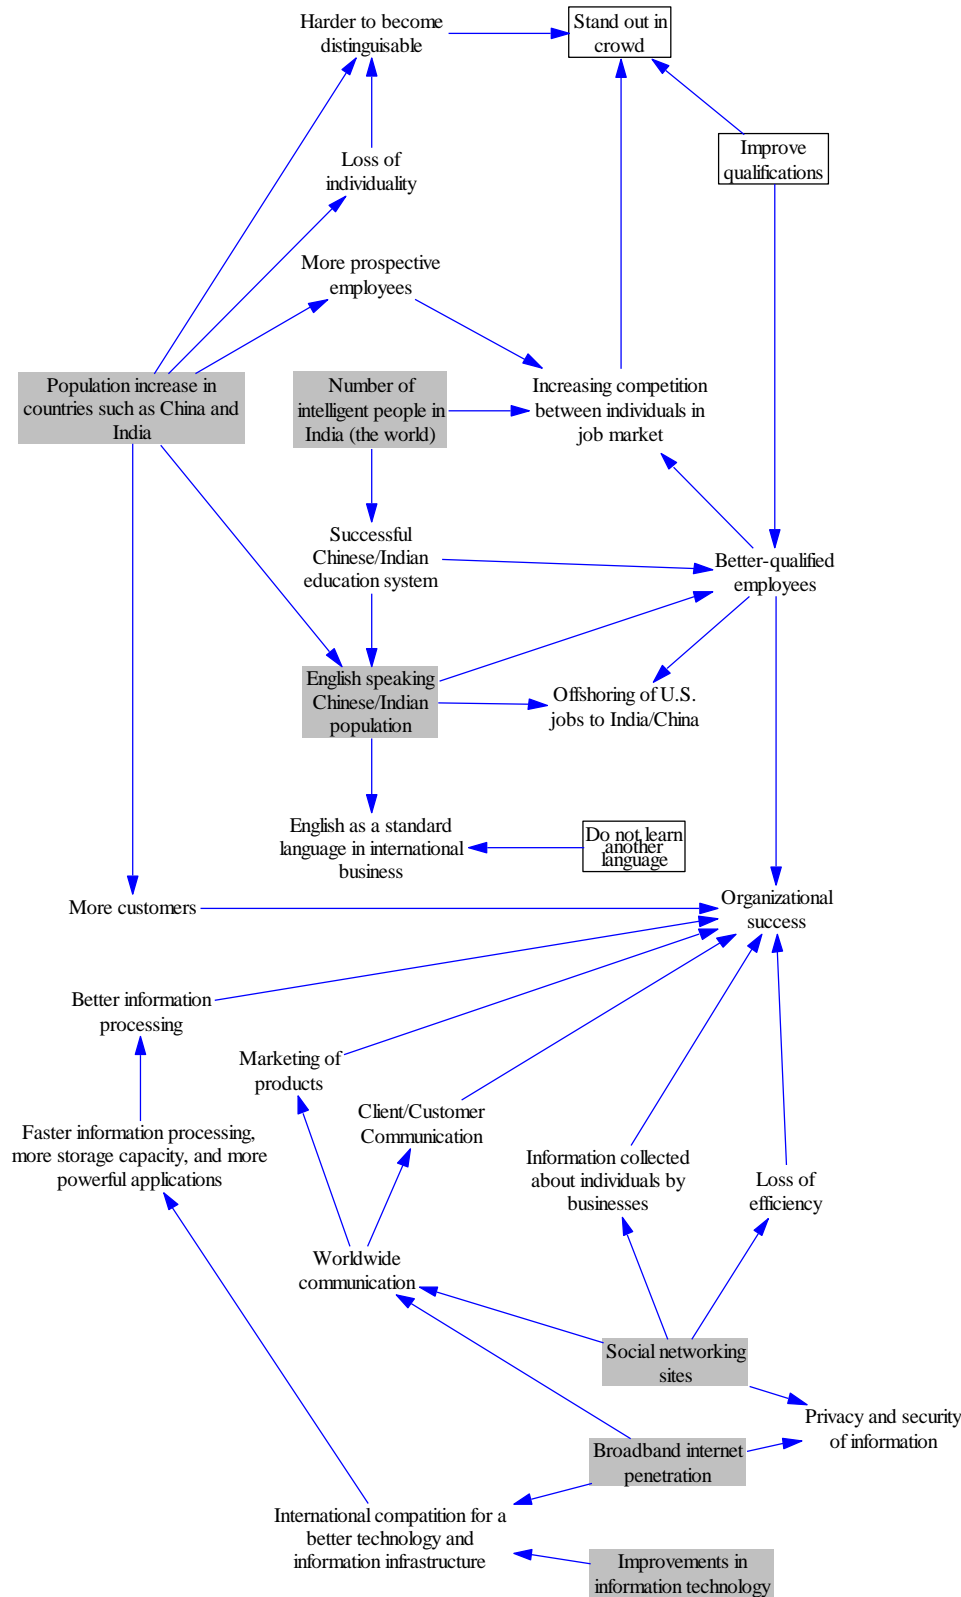 Harder to become
distinguisable
Stand out in
crowd
Improve
qualifications
Loss of
individuality
More prospective
employees
Population increase in
countries such as China and
India
Number of
intelligent people in
India (the world)
Increasing competition
between individuals in
job market
Successful
Chinese/Indian
education system
Better-qualified
employees
English speaking
Chinese/Indian
population
Offshoring of U.S.
jobs to India/China
English as a standard
language in international
business
Do not learn
another
language
More customers
Organizational
success
Better information
processing
Marketing of
products
Client/Customer
Communication
Faster information processing,
more storage capacity, and more
powerful applications
Information collected
about individuals by
businesses
Loss of
efficiency
Worldwide
communication
Social networking
sites
Privacy and security
of information
Broadband internet
penetration
International compatition for a
better technology and
information infrastructure
Improvements in
information technology